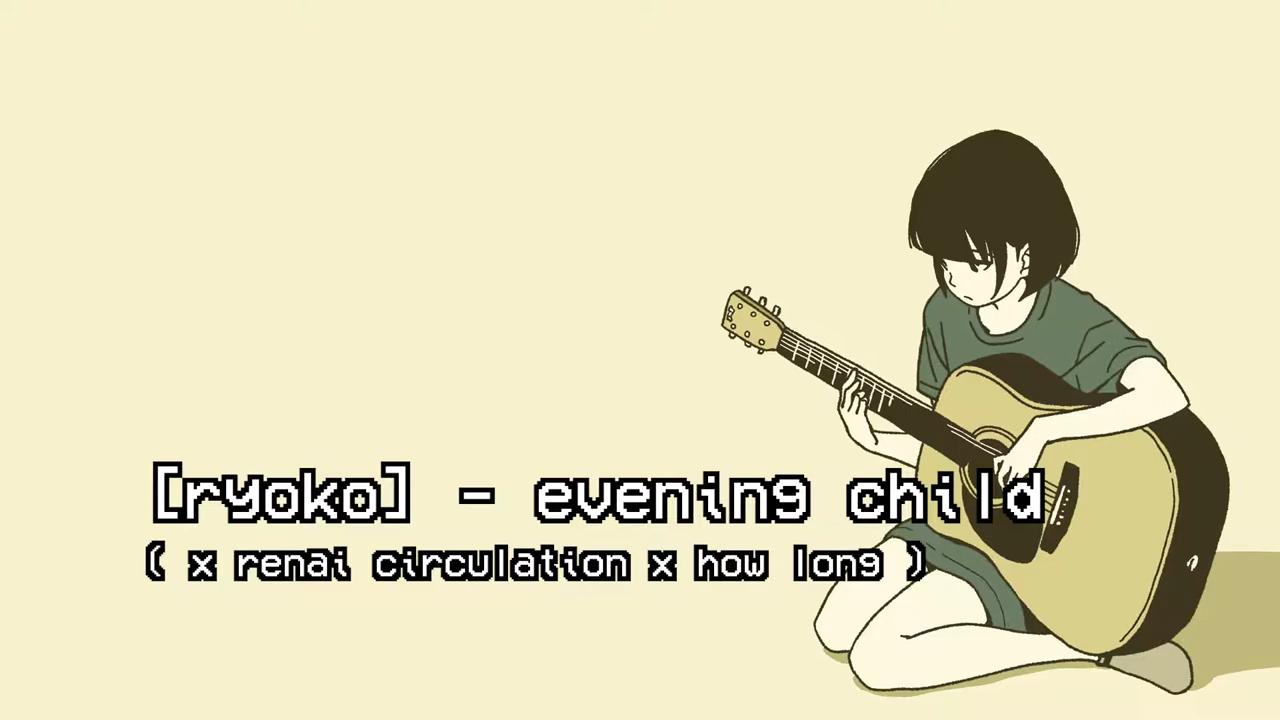 [ryoko] - evening child
( x renai circulation x how long )